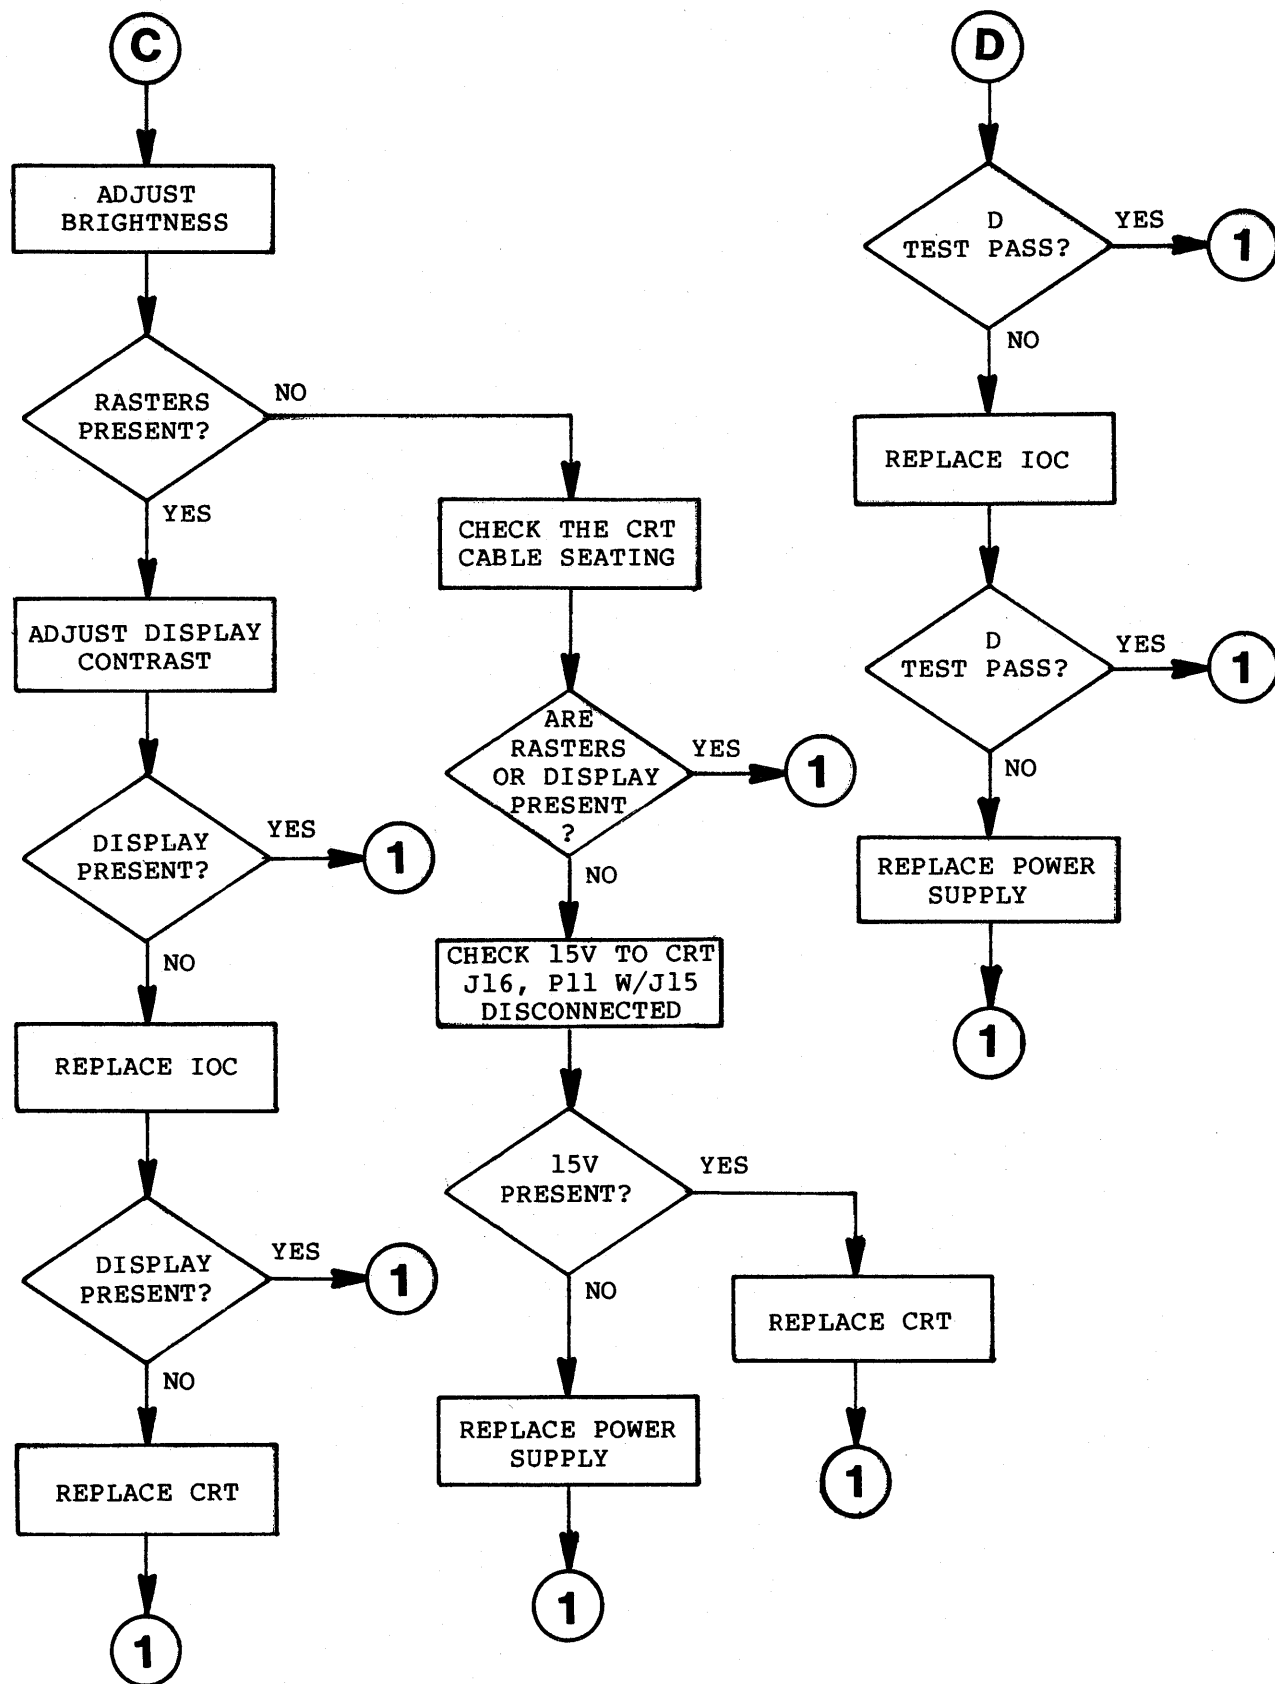 C
ADJUST
BRIGHTNESS
RASTERS
PRESENT?
NO
YES
ADJUST DISPLAY
CONTRAST
DISPLAY
PRESENT?
YES
1
NO
REPLACE IOC
DISPLAY
PRESENT?
YES
1
NO
REPLACE CRT
1
CHECK THE CRT
CABLE SEATING
ARE
RASTERS
OR DISPLAY
PRESENT
?
YES
1
NO
CHECK 15V TO CRT
J16, P11 W/J15
DISCONNECTED
15V
PRESENT?
YES
NO
REPLACE CRT
1
REPLACE POWER
SUPPLY
1
D
D
TEST PASS?
YES
1
NO
REPLACE IOC
D
TEST PASS?
YES
1
NO
REPLACE POWER
SUPPLY
1